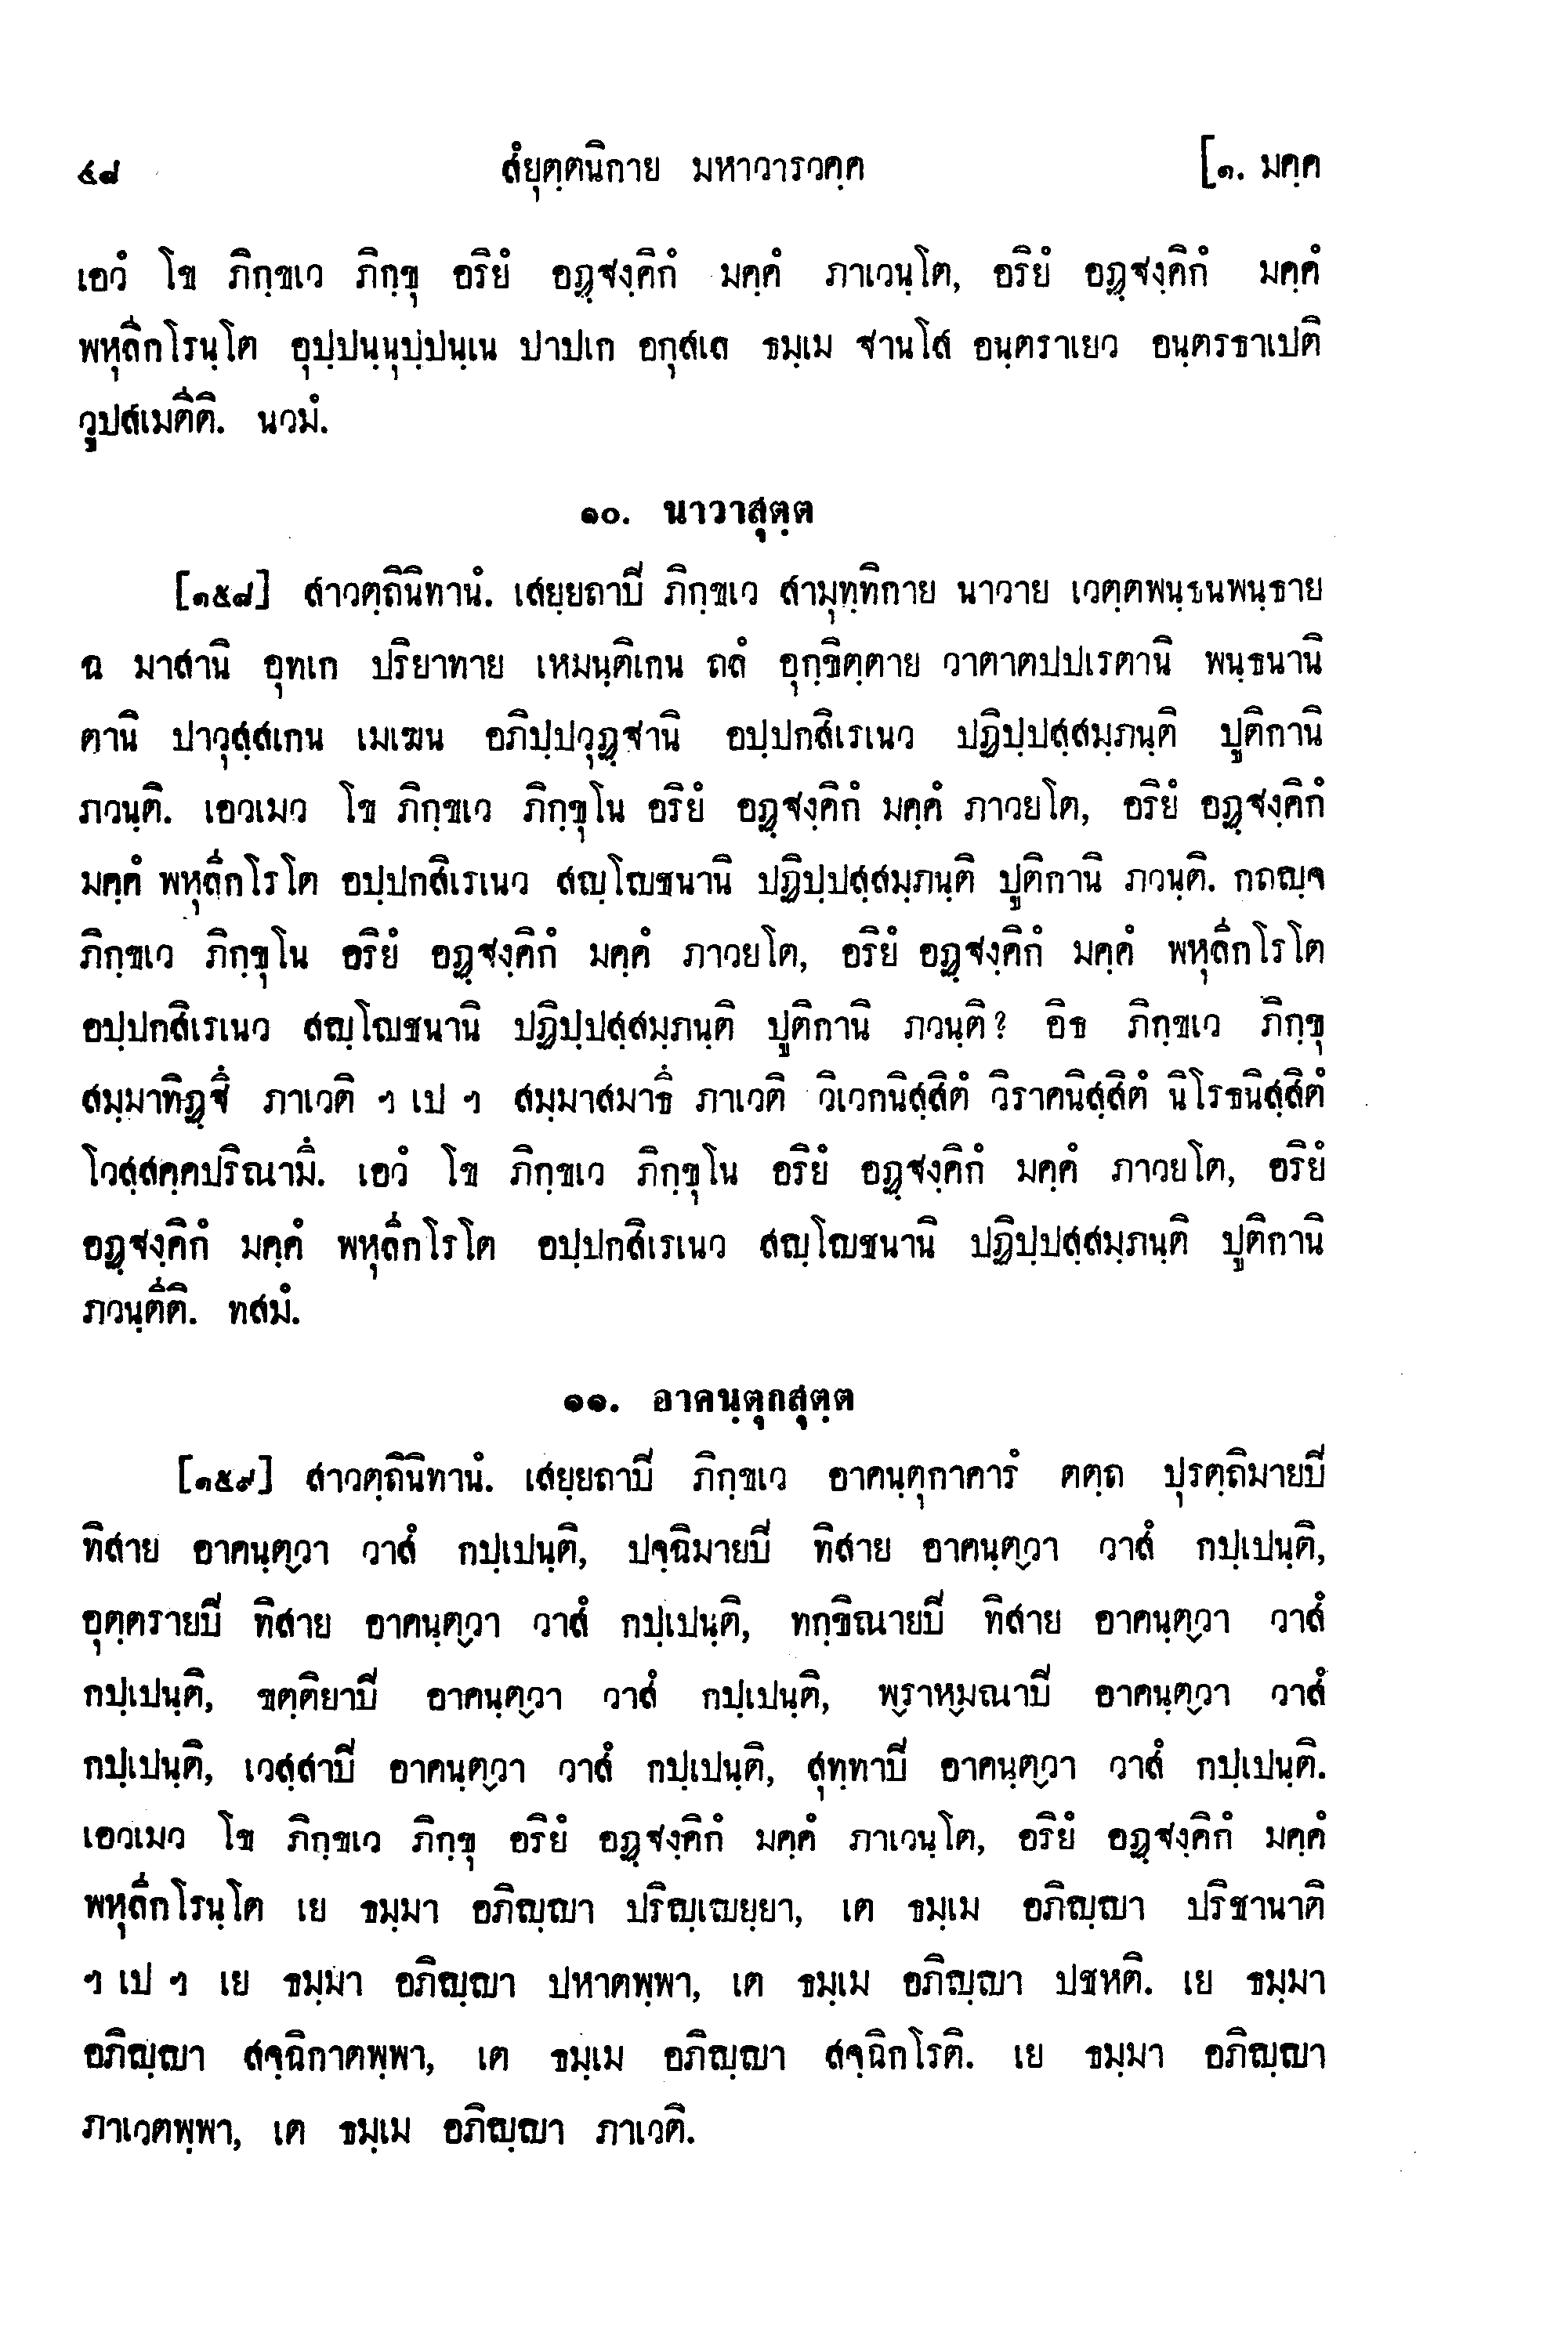 ๔๘ สํยุตฺตนิกาย มหาวารวคฺค [๑. มคฺค
เอวํ โข ภิกฺขเว ภิกฺขุ อริยํ อฏฺฐงฺคิกํ มคฺคํ ภาเวนฺโต, อริยํ อฏฺฐงฺคิกํ มคฺคํ
พหุลีกโรนฺโต อุปฺปนฺนุปฺปนฺเน ปาปเก อกุสเล ธมฺเม ฐานโส อนฺตราเยว อนฺตรธาเปติ
วูปสเมตีติ. นวมํ.
๑๐. นาวาสุตฺต
[๑๕๘] สาวตฺถินิทานํ. เสยฺยถาปิ ภิกฺขเว สามุทฺทิกาย นาวาย เวตฺตพนฺธนพนฺธาย
ฉ มาสานิ อุทเก ปริยาทาย เหมนฺติเกน ถลํ อุกฺขิตฺตาย วาตาตปปเรตานิ พนฺธนานิ
ตานิ ปาวุสฺสเกน เมเฆน อภิปฺปวุฏฺฐานิ อปฺปกสิเรเนว ปฏิปฺปสฺสมฺภนฺติ ปูติกานิ
ภวนฺติ. เอวเมว โข ภิกฺขเว ภิกฺขุโน อริยํ อฏฺฐงฺคิกํ มคฺคํ ภาวยโต, อริยํ อฏฺฐงฺคิกํ
มคฺคํ พหุลีกโรโต อปฺปกสิเรเนว สญฺโญชนานิ ปฏิปฺปสฺสมฺภนฺติ ปูติกานิ ภวนฺติ. กถญฺจ
ภิกฺขเว ภิกฺขุโน อริยํ อฏฺฐงฺคิกํ มคฺคํ ภาวยโต, อริยํ อฏฺฐงฺคิกํ มคฺคํ พหุลีกโรโต
อปฺปกสิเรเนว สญฺโญชนานิ ปฏิปฺปสฺสมฺภนฺติ ปูติกานิ ภวนฺติ? อิธ ภิกฺขเว ภิกฺขุ
สมฺมาทิฏฺฐึ ภาเวติ ฯ เป ฯ สมฺมาสมาธึ ภาเวติ วิเวกนิสฺสิตํ วิราคนิสฺสิตํ นิโรธนิสฺสิตํ
โวสฺสคฺคปริณามึ. เอวํ โข ภิกฺขเว ภิกฺขุโน อริยํ อฏฺฐงฺคิกํ มคฺคํ ภาวยโต, อริยํ
อฏฺฐงฺคิกํ มคฺคํ พหุลีกโรโต อปฺปกสิเรเนว สญฺโญชนานิ ปฏิปฺปสฺสมฺภนฺติ ปูติกานิ
ภวนฺตีติ. ทสมํ.
๑๑. อาคนฺตุกสุตฺต
[๑๕๙] สาวตฺถินิทานํ. เสยฺยถาปิ ภิกฺขเว อาคนฺตุกาคารํ ตตฺถ ปุรตฺถิมายปิ
ทิสาย อาคนฺต๎วา วาสํ กปฺเปนฺติ, ปจฺฉิมายปิ ทิสาย อาคนฺต๎วา วาสํ กปฺเปนฺติ,
อุตฺตรายปิ ทิสาย อาคนฺต๎วา วาสํ กปฺเปนฺติ, ทกฺขิณายปิ ทิสาย อาคนฺต๎วา วาสํ
กปฺเปนฺติ, ขตฺติยาปิ อาคนฺต๎วา วาสํ กปฺเปนฺติ, พ๎ราห๎มณาปิ อาคนฺต๎วา วาสํ
กปฺเปนฺติ, เวสฺสาปิ อาคนฺต๎วา วาสํ กปฺเปนฺติ, สุทฺทาปิ อาคนฺต๎วา วาสํ กปฺเปนฺติ.
เอวเมว โข ภิกฺขเว ภิกฺขุ อริยํ อฏฺฐงฺคิกํ มคฺคํ ภาเวนฺโต, อริยํ อฏฺฐงฺคิกํ มคฺคํ
พหุลีกโรนฺโต เย ธมฺมา อภิญฺญา ปริญฺเญยฺยา, เต ธมฺเม อภิญฺญา ปริชานาติ
ฯ เป ฯ เย ธมฺมา อภิญฺญา ปหาตพฺพา, เต ธมฺเม อภิญฺญา ปชหติ. เย ธมฺมา
อภิญฺญา สจฺฉิกาตพฺพา, เต ธมฺเม อภิญฺญา สจฺฉิกโรติ. เย ธมฺมา อภิญฺญา
ภาเวตพฺพา, เต ธมฺเม อภิญฺญา ภาเวติ.